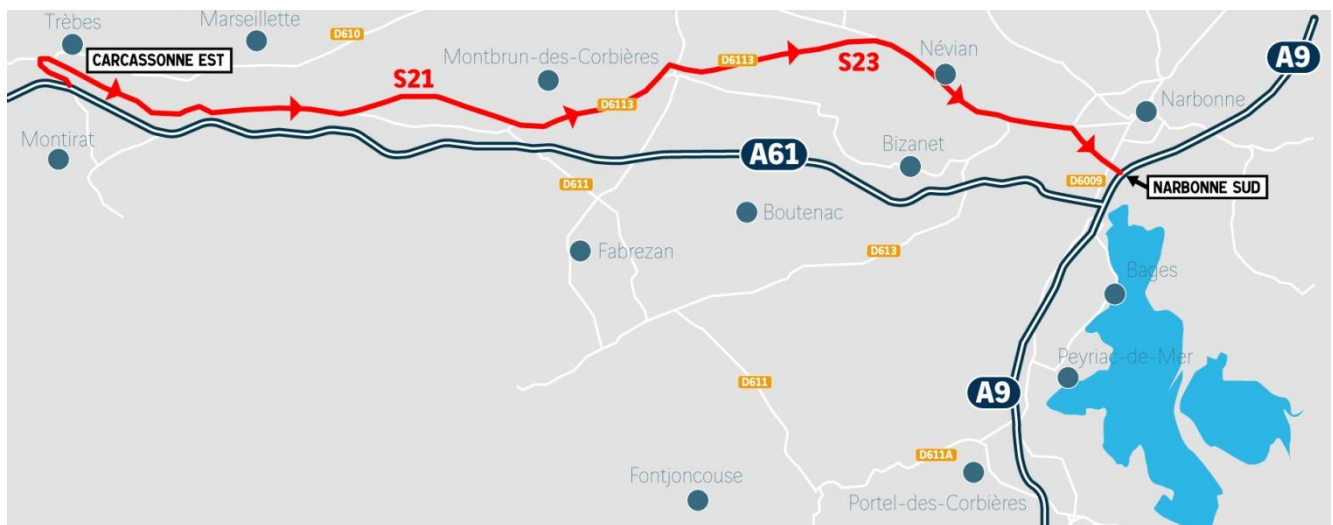 Trèbes
Marseillette
D610
A9
CARCASSONNE EST
Montbrun-des-Corbières
D6113
S23
Névian
S21
D6113
Narbonne
Montirat
A61
Bizanet
D6009
NARBONNE SUD
D611
Boutenac
Fabrezan
D613
Bages
Peyriac-de-Mer
D611
A9
D611A
Fontjoncouse
Portel-des-Corbières